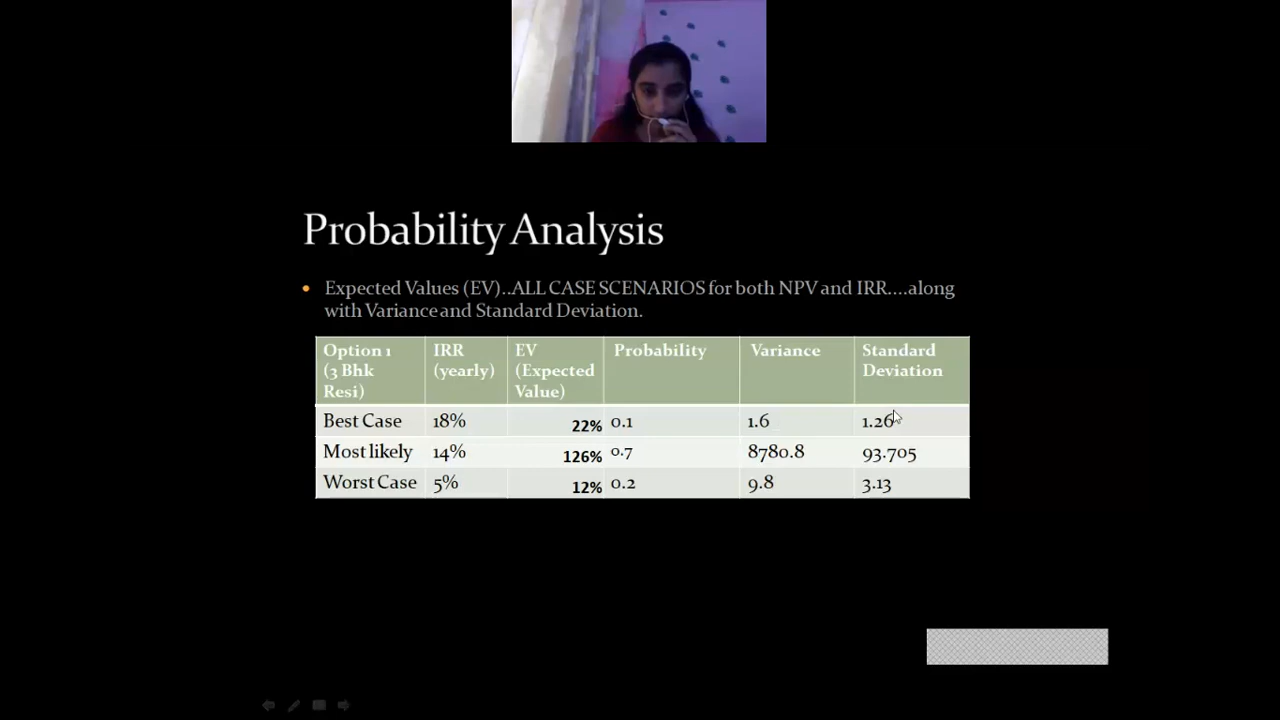 Probability Analysis
Expected Values (EV)..ALL CASE SCENARIOS for both NPV and IRR....along
with Variance and Standard Deviation.
Option 1 (3 Bhk Resi) IRR (yearly) EV (Expected Value) Probability Variance Standard Deviation
Best Case 18% 22% 0.1 1.6 1.26
Most likely 14% 126% 0.7 8780.8 93.705
Worst Case 5% 12% 0.2 9.8 3.13